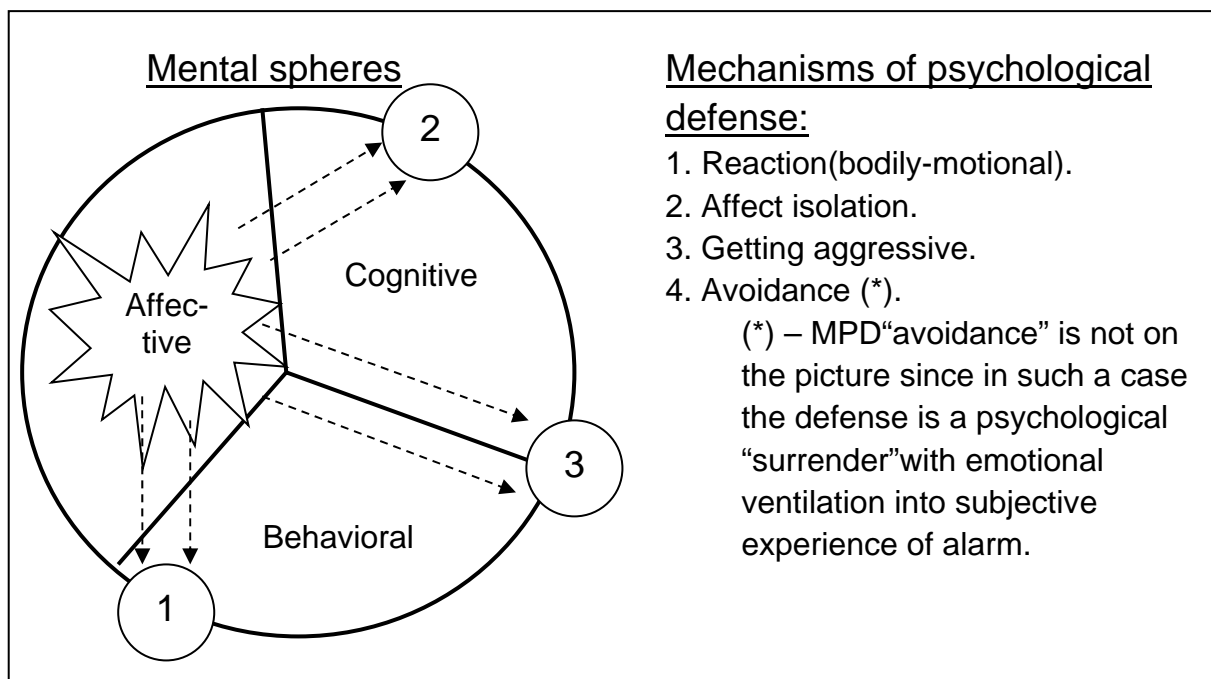 Mental spheres
2
Cognitive
Affec-
tive
3
Behavioral
1
Mechanisms of psychological
defense:
1. Reaction(bodily-motional).
2. Affect isolation.
3. Getting aggressive.
4. Avoidance (*).
(*) – MPD“avoidance” is not on
the picture since in such a case
the defense is a psychological
“surrender”with emotional
ventilation into subjective
experience of alarm.